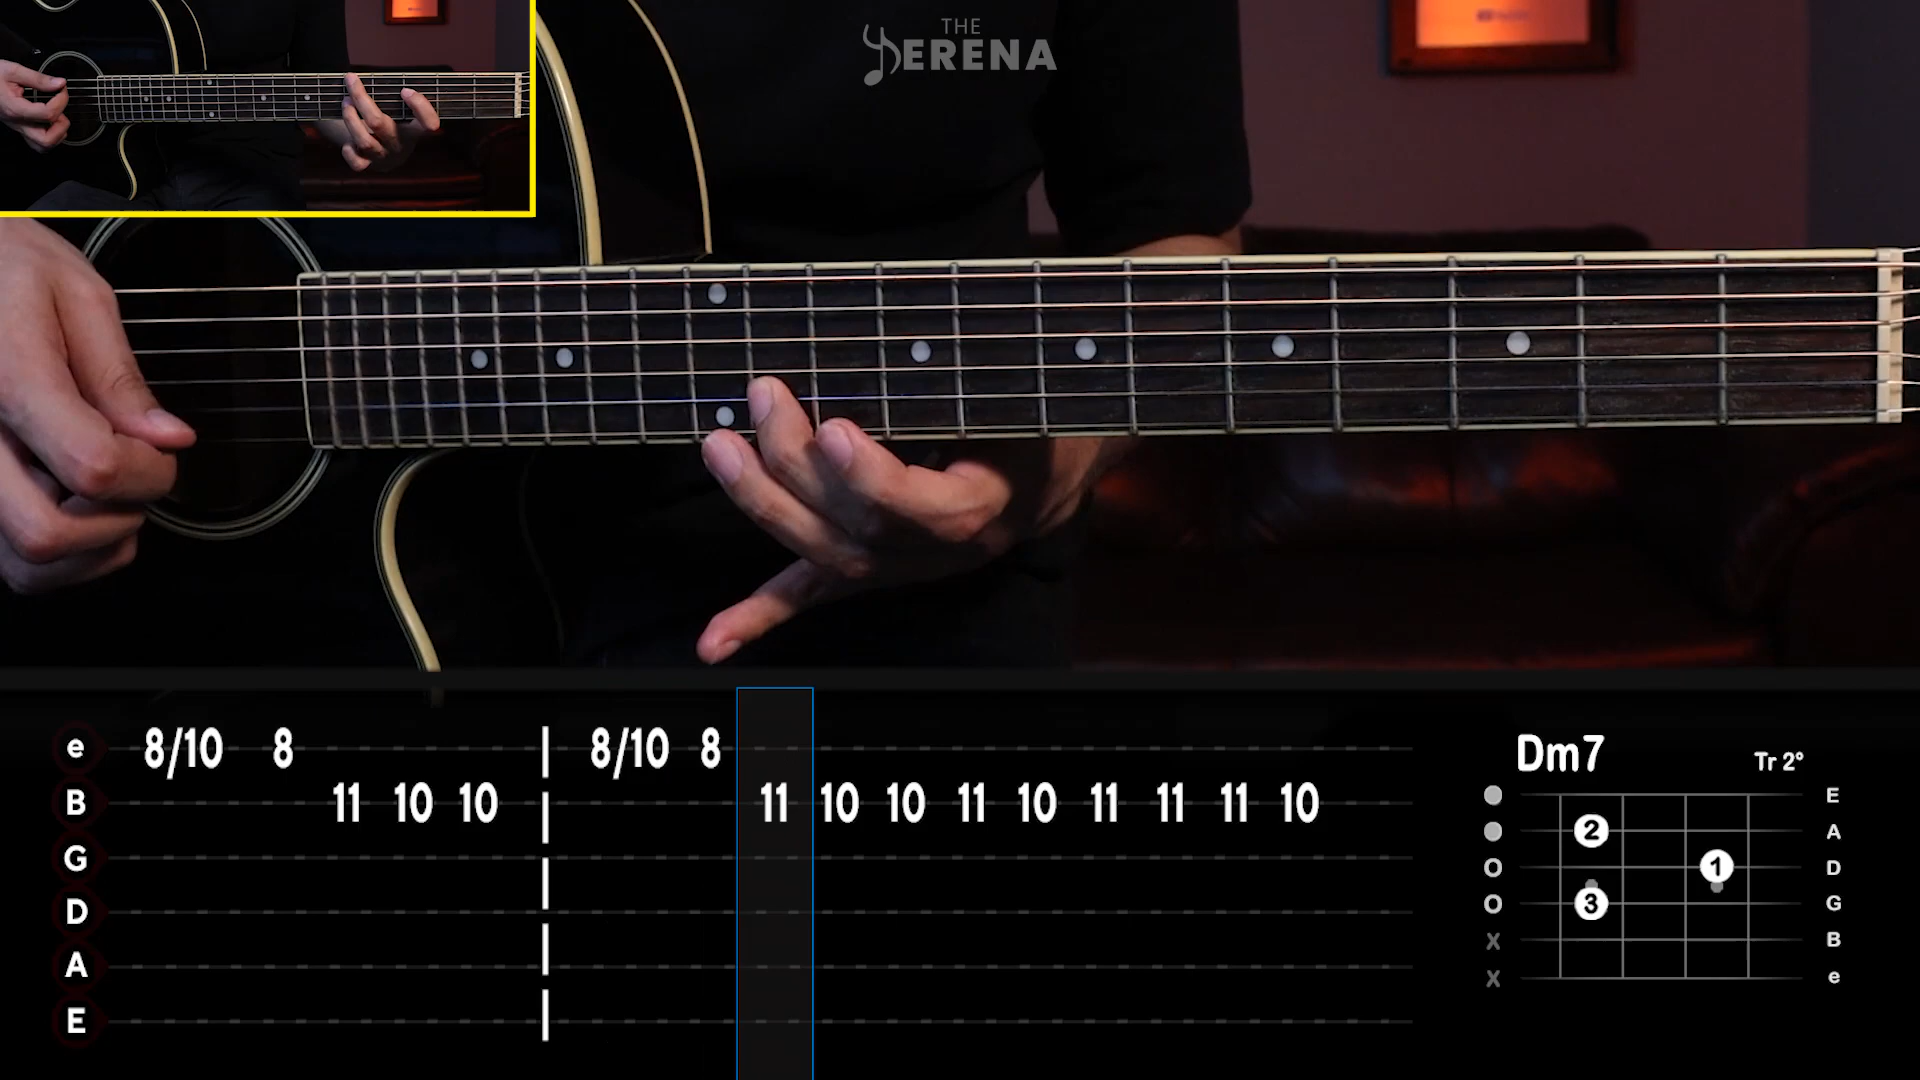 THE
SERENA
e 8/10 8 8/10 8
B 11 10 10 11 10 10 11 10 11 11 11 10
G
D
A
E
Dm7 Tr 2°
E
2 A
O 1 D
O 3 G
X B
X e